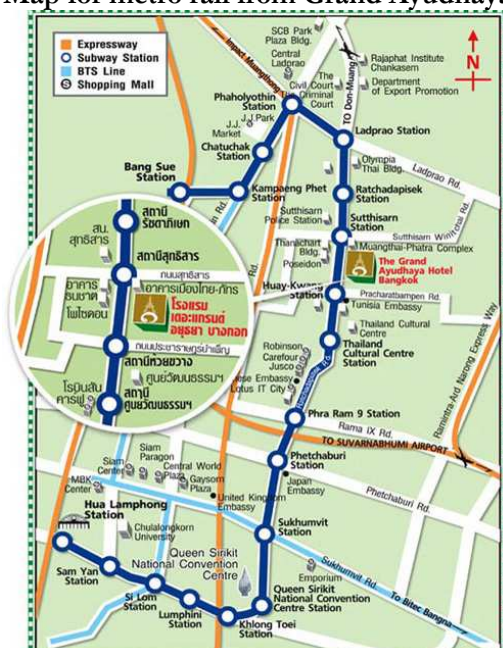 Map for metro rail from Grand Ayudhaya
Expressway
Subway Station
BTS Line
Shopping Mall
SCB Park
Plaza Bldg.
Central
Ladprao
Rajaphat Institute
Chankasem
Department
of Export Promotion
The
Civil Court
The Criminal
Court
TO Don-Muang
N
Phaholyothin
Station
J.J.Park
J.J.
Market
Chatuchak
Station
Ladprao Station
Ladprao Rd.
Olympia
Thai Bldg.
Bang Sue
Station
Kampaeng Phet
Station
Ratchadapisek
Station
Sutthisarn
Police Station
Sutthisarn
Station
Thanachart
Bldg.
Poseidon
Muangthai-Phatra Complex
The Grand
Ayudhaya Hotel
Bangkok
Huay-Kwang
Station
Pracharatbampen Rd.
Tunisia Embassy
Thailand Cultural
Centre
Thailand
Cultural Centre
Station
Robinson
Carefour
Jusco
Lotus IT City
Ramintra-Ard Narong Express Way
Phra Ram 9 Station
Rama IX Rd.
TO SUVARNABHUMI AIRPORT
Phetchaburi
Station
Japan
Embassy
Phetchburi Rd.
สถานี
รัชดาภิเษก
สน.
สุทธิสาร
สถานีสุทธิสาร
ถนนสุทธิสาร
อาคารเมืองไทย-ภัทร
อาคาร
ธนชาต
โพไซดอน
โรงแรม
เดอะแกรนด์
อยุธยา บางกอก
ถนนประชาราษฎร์บำเพ็ญ
สถานีห้วยขวาง
ศูนย์วัฒนธรรมฯ
โรบินสัน
คาร์ฟู
สถานี
ศูนย์วัฒนธรรมฯ
Siam
Paragon
Siam
Center
Central World
Plaza
MBK
Center
Gaysorn
Plaza
United Kingdom
Embassy
Hua Lamphong
Station
Chulalongkorn
University
Sukhumvit
Station
Queen Sirikit
National Convention
Centre
Emporium
Sukhumvit Rd.
To Bitec Bangna
Sam Yan
Station
Si Lom
Station
Lumphini
Station
Khlong Toei
Station
Queen Sirikit
National Convention
Centre Station